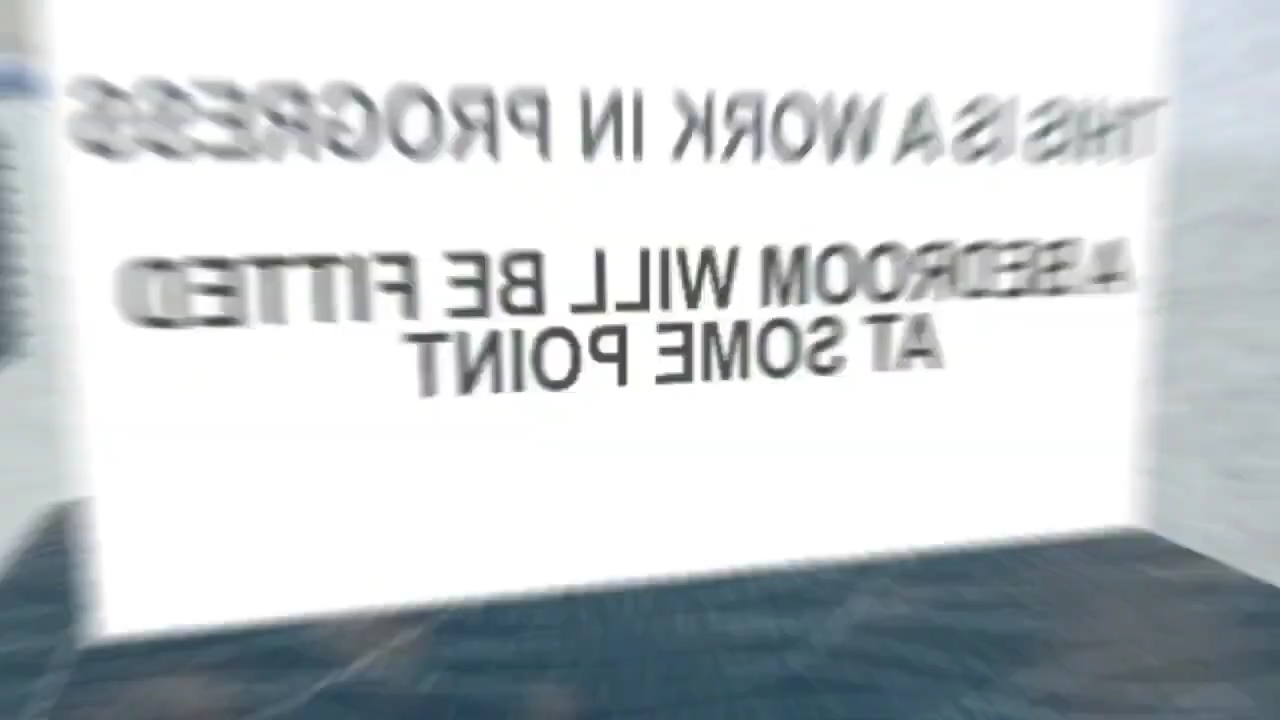 THIS IS A WORK IN PROGRESS
A BEDROOM WILL BE FITTED
AT SOME POINT